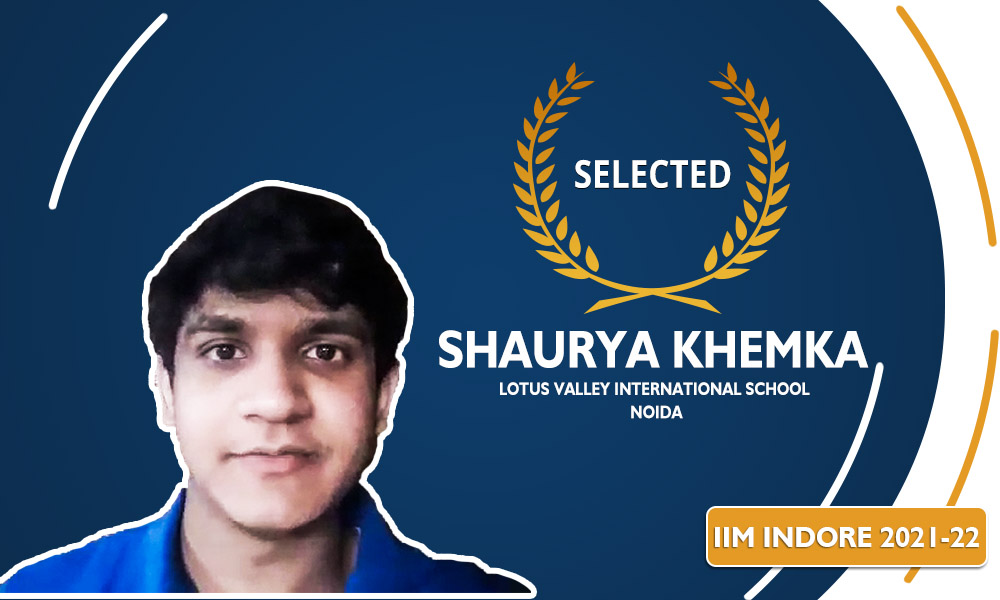 SELECTED
SHAURYA KHEMKA
LOTUS VALLEY INTERNATIONAL SCHOOL
NOIDA
IIM INDORE 2021-22